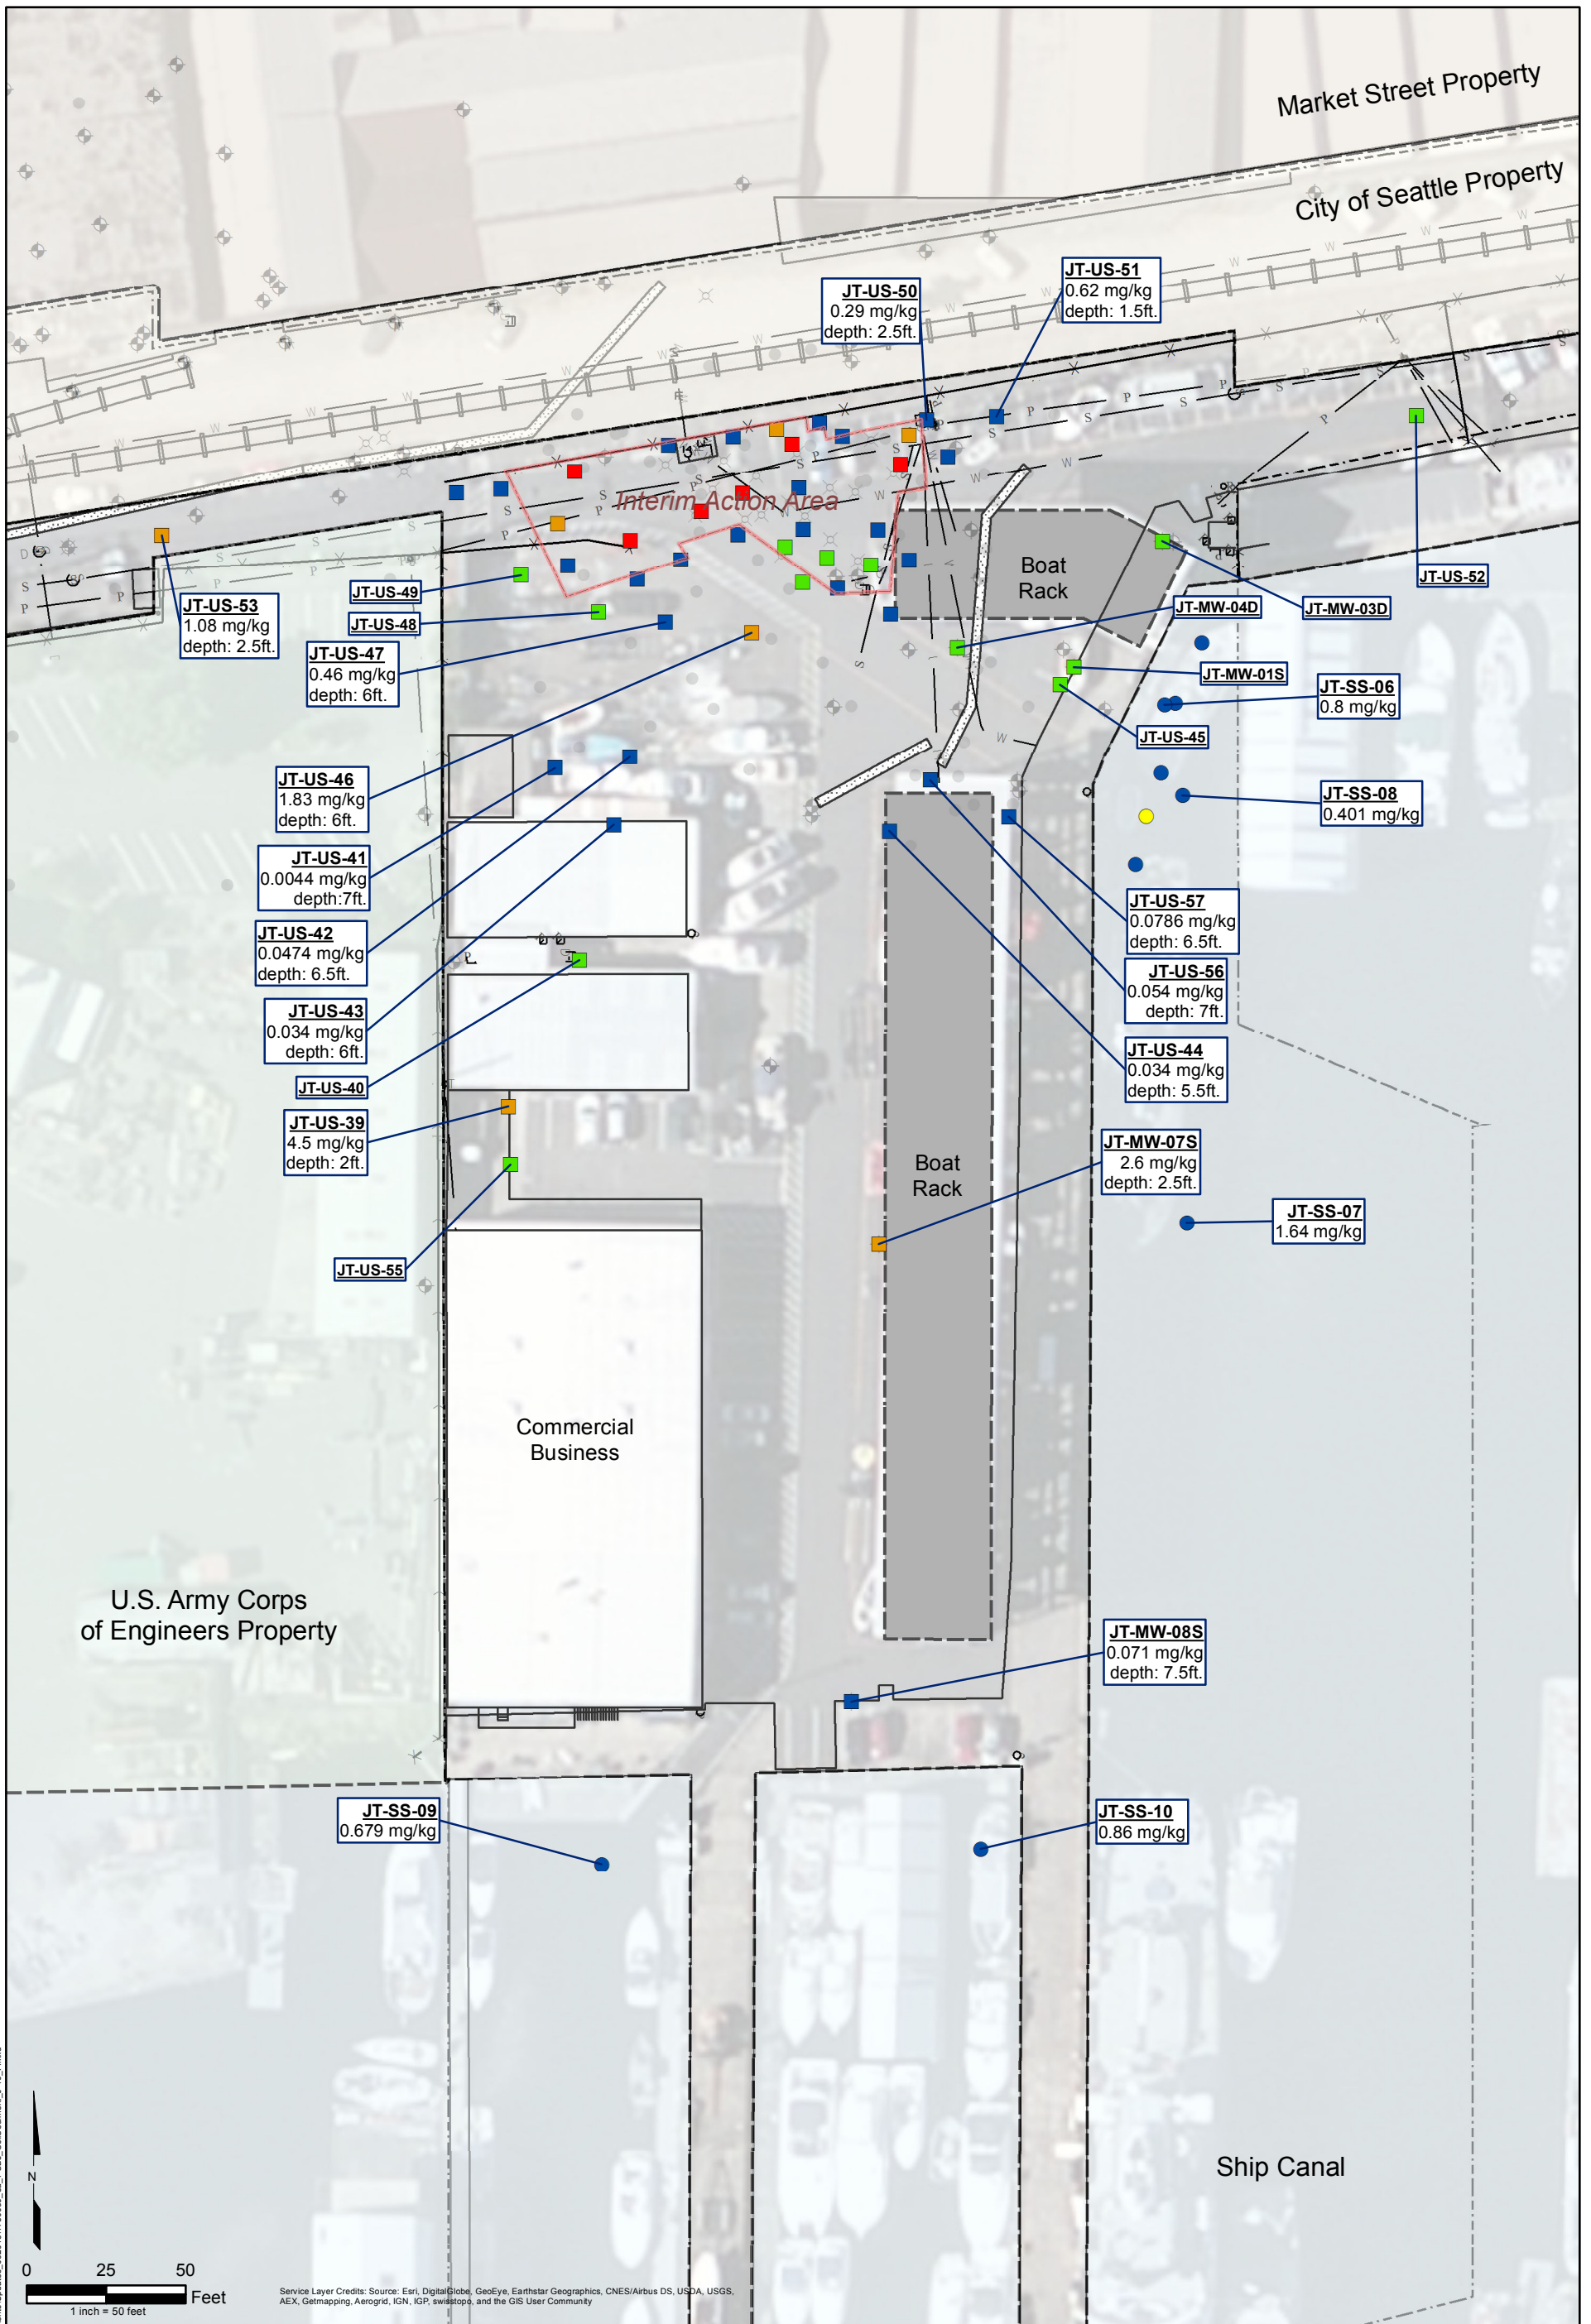 Market Street Property
City of Seattle Property
JT-US-50
0.29 mg/kg
depth: 2.5ft.
JT-US-51
0.62 mg/kg
depth: 1.5ft.
Interim Action Area
Boat
Rack
JT-US-53
1.08 mg/kg
depth: 2.5ft.
JT-US-49
JT-US-48
JT-US-47
0.46 mg/kg
depth: 6ft.
JT-US-52
JT-MW-04D
JT-MW-03D
JT-MW-01S
JT-SS-06
0.8 mg/kg
JT-US-45
JT-US-46
1.83 mg/kg
depth: 6ft.
JT-SS-08
0.401 mg/kg
JT-US-41
0.0044 mg/kg
depth:7ft.
JT-US-42
0.0474 mg/kg
depth: 6.5ft.
JT-US-57
0.0786 mg/kg
depth: 6.5ft.
JT-US-56
0.054 mg/kg
depth: 7ft.
JT-US-43
0.034 mg/kg
depth: 6ft.
JT-US-44
0.034 mg/kg
depth: 5.5ft.
JT-US-40
JT-US-39
4.5 mg/kg
depth: 2ft.
JT-MW-07S
2.6 mg/kg
depth: 2.5ft.
Boat
Rack
JT-SS-07
1.64 mg/kg
JT-US-55
Commercial
Business
U.S. Army Corps
of Engineers Property
JT-MW-08S
0.071 mg/kg
depth: 7.5ft.
JT-SS-09
0.679 mg/kg
JT-SS-10
0.86 mg/kg
Ship Canal
N
0 25 50
Feet
1 inch = 50 feet
Service Layer Credits: Source: Esri, DigitalGlobe, GeoEye, Earthstar Geographics, CNES/Airbus DS, USDA, USGS,
AEX, Getmapping, Aerogrid, IGN, IGP, swisstopo, and the GIS User Community